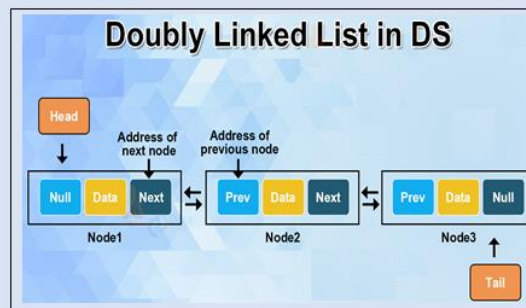 Doubly Linked List in DS
Head
Address of
next node
Address of
previous node
Null Data Next
Prev Data Next
Prev Data Null
Node1
Node2
Node3
Tail